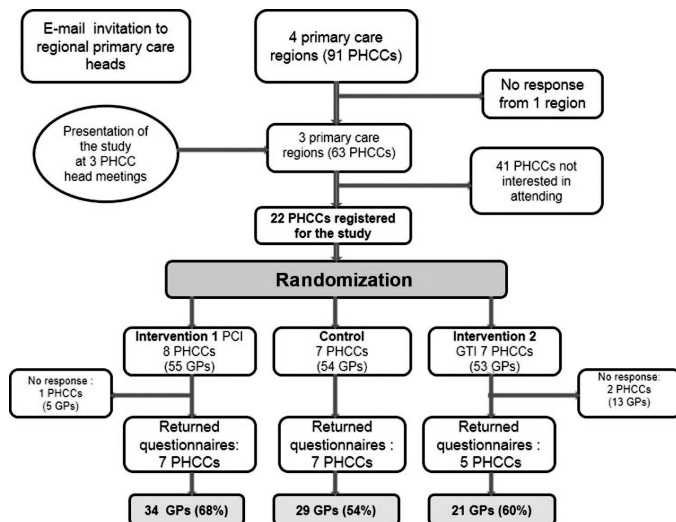 E-mail invitation to
regional primary care
heads
4 primary care
regions (91 PHCCs)
No response
from 1 region
Presentation of
the study
at 3 PHCC
head meetings
3 primary care
regions (63 PHCCs)
41 PHCCs not
interested in
attending
22 PHCCs registered
for the study
Randomization
Intervention 1 PCI
8 PHCCs
(55 GPs)
Control
7 PHCCs
(54 GPs)
Intervention 2
GTI 7 PHCCs
(53 GPs)
No response :
1 PHCCs
(5 GPs)
No response:
2 PHCCs
(13 GPs)
Returned
questionnaires:
7 PHCCs
Returned
questionnaires :
7 PHCCs
Returned
questionnaires :
5 PHCCs
34 GPs (68%)
29 GPs (54%)
21 GPs (60%)